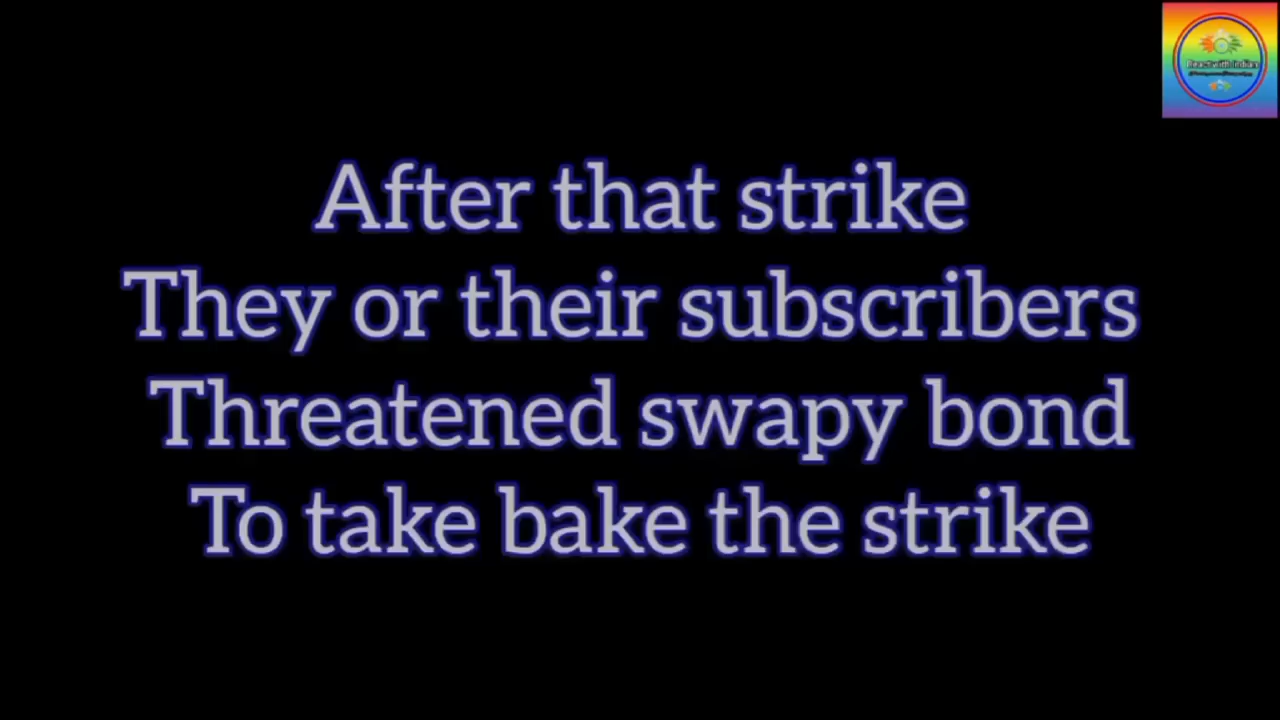 After that strike
They or their subscribers
Threatened swapy bond
To take bake the strike